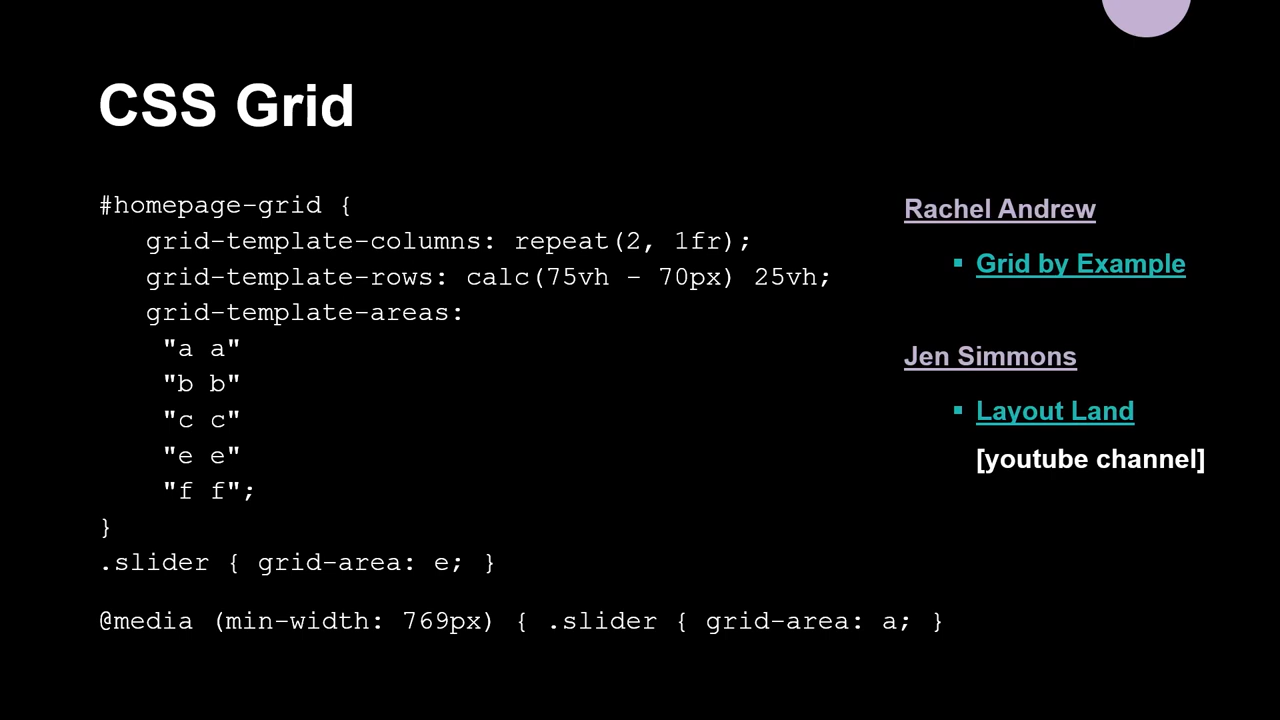 CSS Grid
#homepage-grid {
grid-template-columns: repeat(2, 1fr);
grid-template-rows: calc(75vh - 70px) 25vh;
grid-template-areas:
"a a"
"b b"
"c c"
"e e"
"f f";
}
.slider { grid-area: e; }
@media (min-width: 769px) { .slider { grid-area: a; }
Rachel Andrew
▪ Grid by Example
Jen Simmons
▪ Layout Land
[youtube channel]